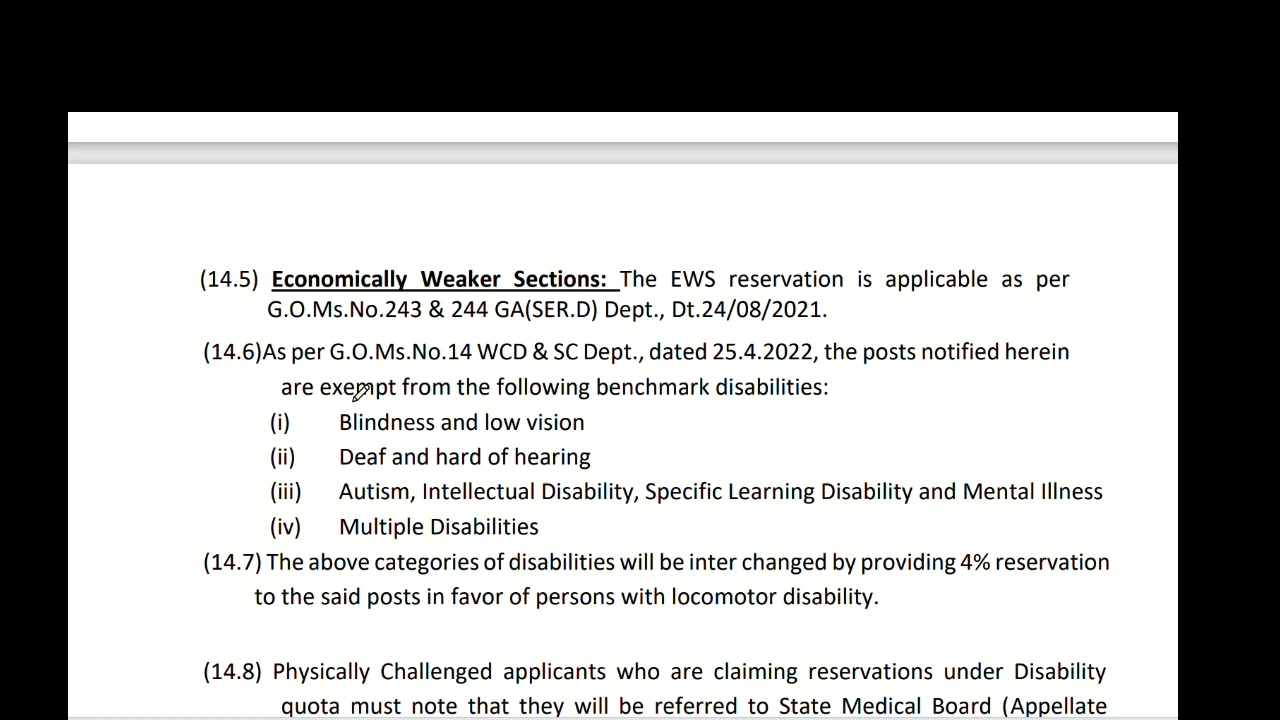 (14.5) Economically Weaker Sections: The EWS reservation is applicable as per
G.O.Ms.No.243 & 244 GA(SER.D) Dept., Dt.24/08/2021.
(14.6)As per G.O.Ms.No.14 WCD & SC Dept., dated 25.4.2022, the posts notified herein
are exempt from the following benchmark disabilities:
(i) Blindness and low vision
(ii) Deaf and hard of hearing
(iii) Autism, Intellectual Disability, Specific Learning Disability and Mental Illness
(iv) Multiple Disabilities
(14.7) The above categories of disabilities will be inter changed by providing 4% reservation
to the said posts in favor of persons with locomotor disability.
(14.8) Physically Challenged applicants who are claiming reservations under Disability
quota must note that they will be referred to State Medical Board (Appellate